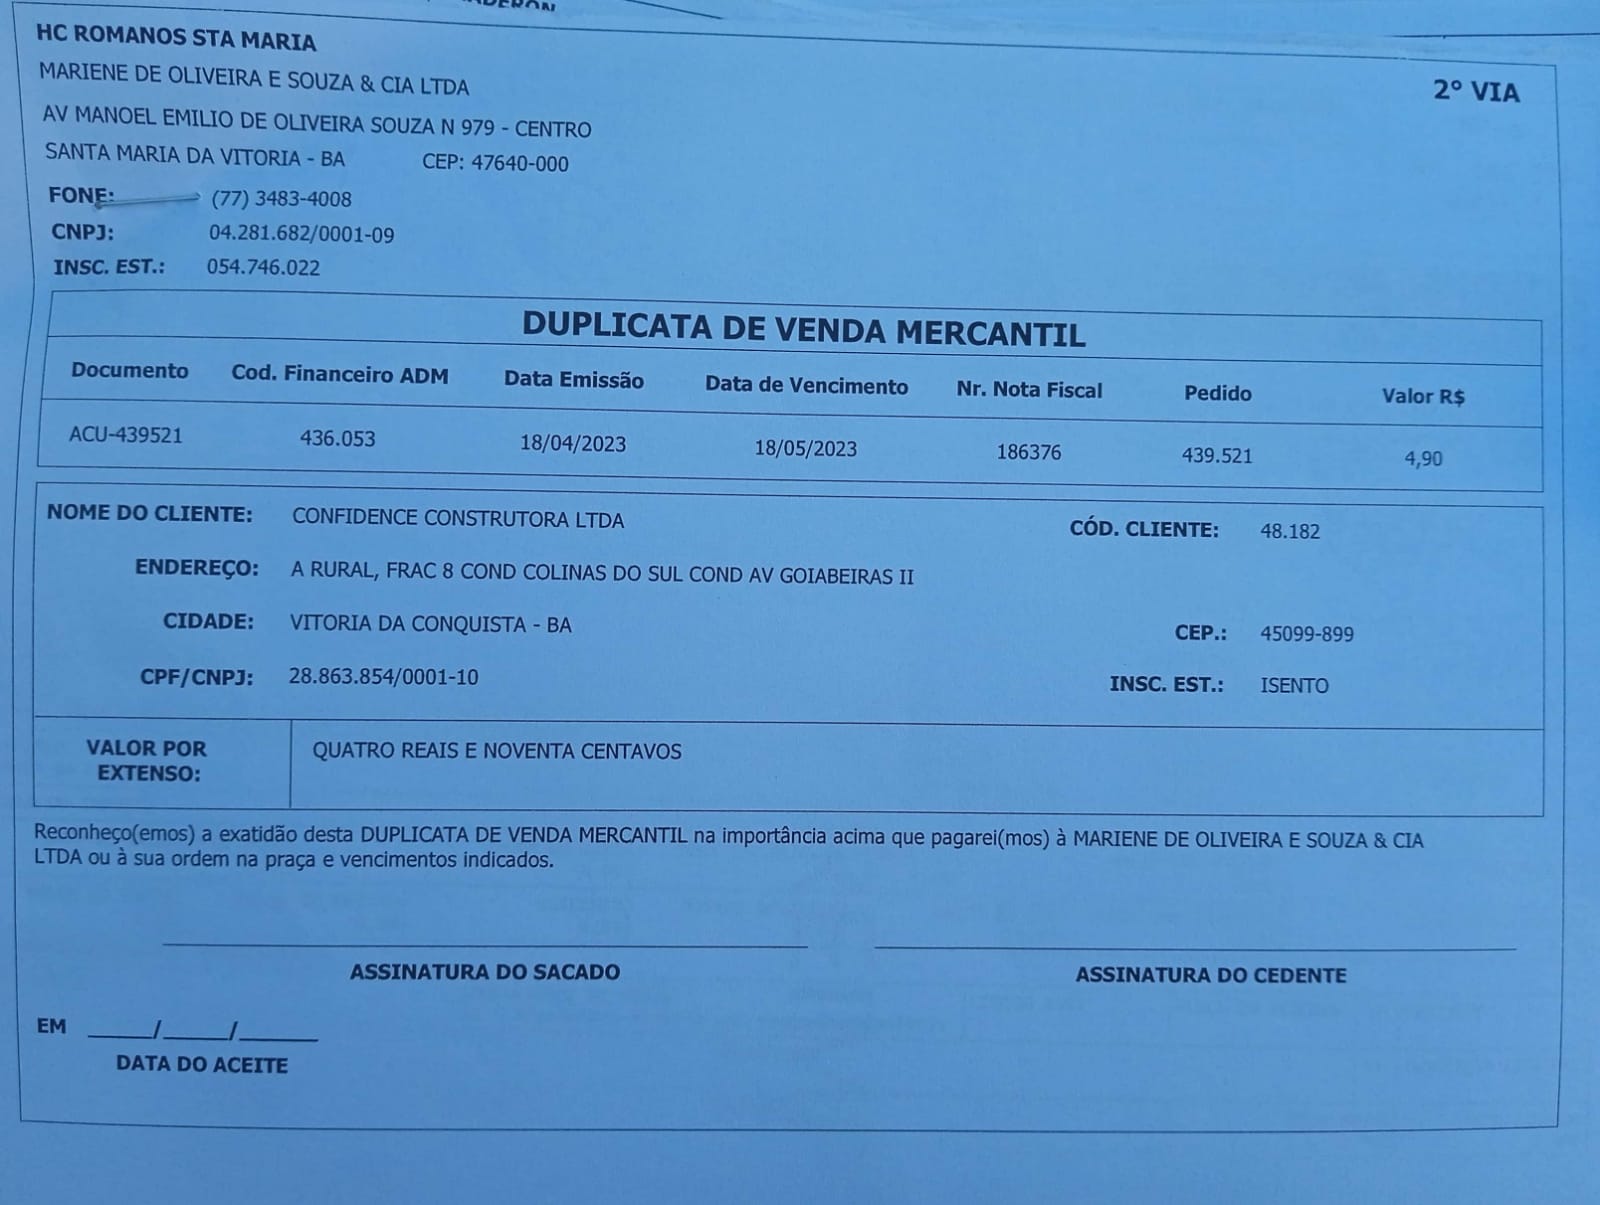 HC ROMANOS STA MARIA
2° VIA
MARIENE DE OLIVEIRA E SOUZA & CIA LTDA
AV MANOEL EMILIO DE OLIVEIRA SOUZA N 979 - CENTRO
SANTA MARIA DA VITORIA - BA CEP: 47640-000
FONE: (77) 3483-4008
CNPJ: 04.281.682/0001-09
INSC. EST.: 054.746.022
DUPLICATA DE VENDA MERCANTIL
Documento Cod. Financeiro ADM Data Emissão Data de Vencimento Nr. Nota Fiscal Pedido Valor R$
ACU-439521 436.053 18/04/2023 18/05/2023 186376 439.521 4,90
NOME DO CLIENTE: CONFIDENCE CONSTRUTORA LTDA CÓD. CLIENTE: 48.182
ENDEREÇO: A RURAL, FRAC 8 COND COLINAS DO SUL COND AV GOIABEIRAS II
CIDADE: VITORIA DA CONQUISTA - BA CEP.: 45099-899
CPF/CNPJ: 28.863.854/0001-10 INSC. EST.: ISENTO
VALOR POR EXTENSO: QUATRO REAIS E NOVENTA CENTAVOS
Reconheço(emos) a exatidão desta DUPLICATA DE VENDA MERCANTIL na importância acima que pagarei(mos) à MARIENE DE OLIVEIRA E SOUZA & CIA
LTDA ou à sua ordem na praça e vencimentos indicados.
ASSINATURA DO SACADO ASSINATURA DO CEDENTE
EM ____/____/____
DATA DO ACEITE